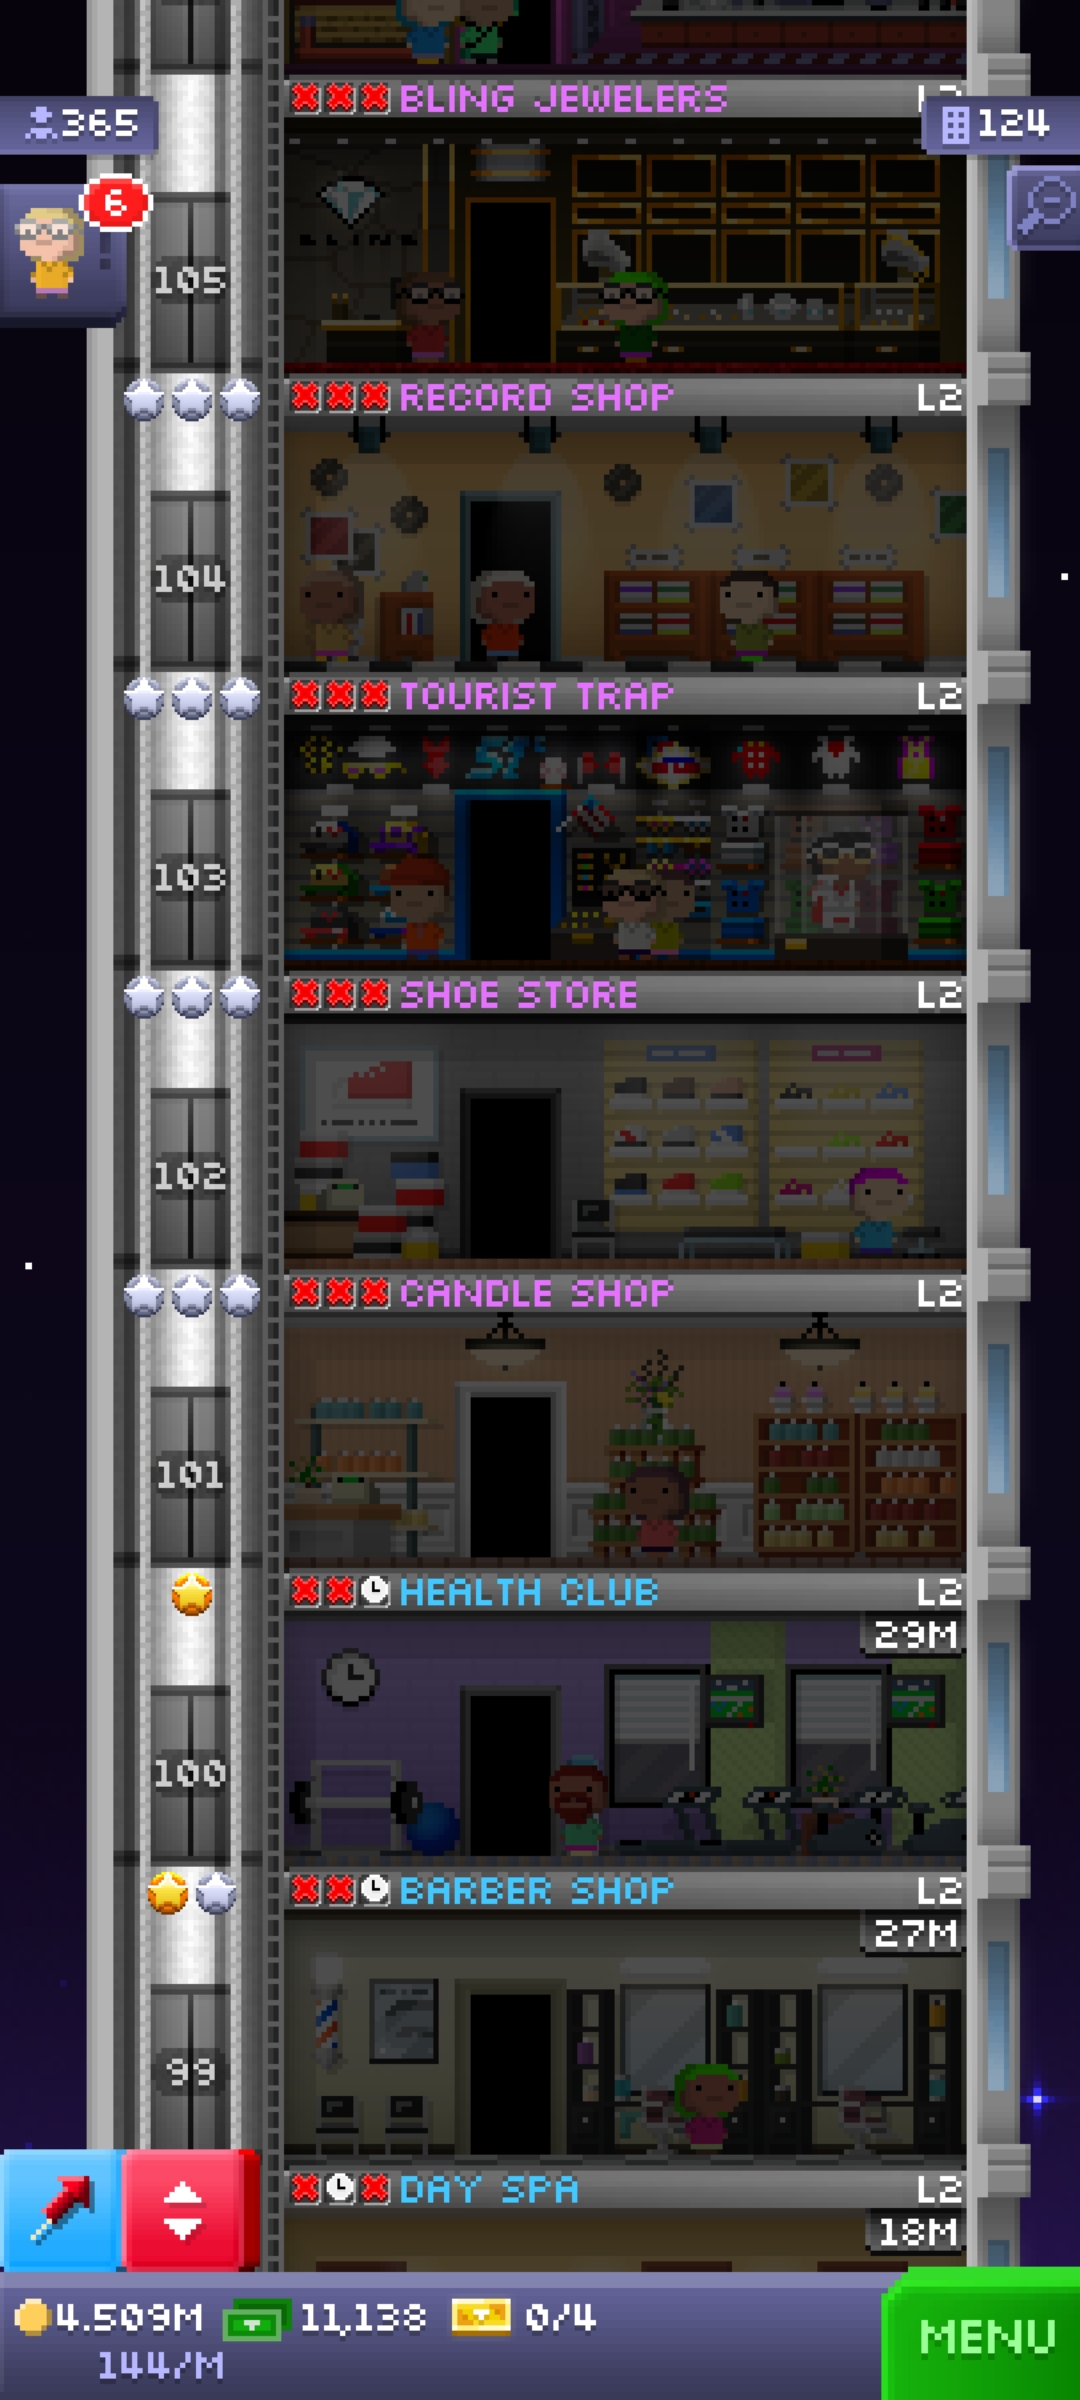 BLING JEWELERS
365
124
6
BLING
105
RECORD SHOP L2
104
TOURIST TRAP L2
103
SHOE STORE L2
102
CANDLE SHOP L2
101
HEALTH CLUB L2
29M
100
BARBER SHOP L2
27M
99
DAY SPA L2
18M
4.509M 11,138 0/4
144/M
MENU